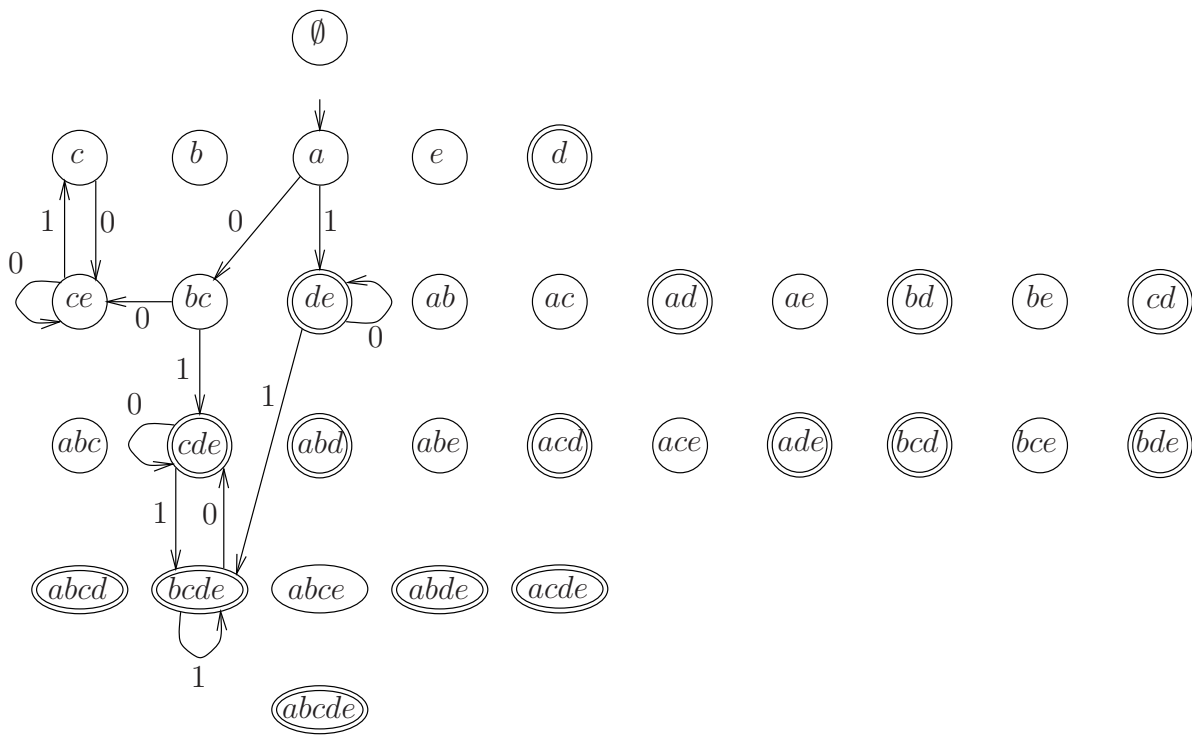 ∅
c b a e d
1 0 0 1
0
ce bc de ab ac ad ae bd be cd
0 0
1 1
0
abc cde abd abe acd ace ade bcd bce bde
1 0
abcd bcde abce abde acde
1
abcde